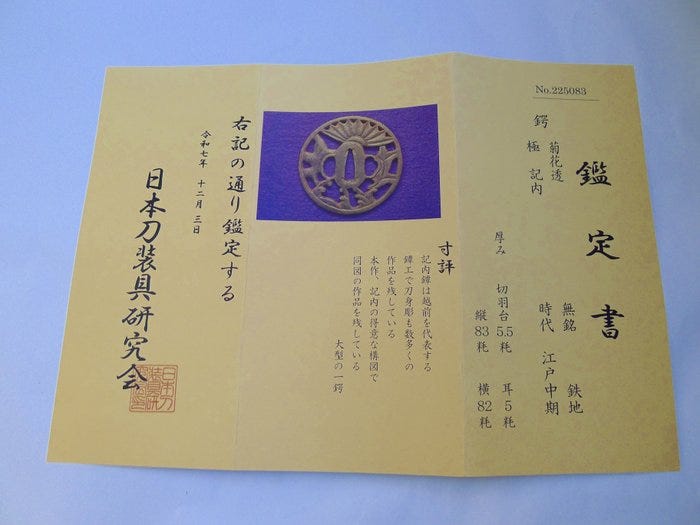 No.225083
鑑定書
鍔 菊花透
極 記内
無銘 鉄地
時代 江戸中期
厚み 切羽台5.5粍 耳5粍
縦83粍 横82粍
寸評
記内鐔は越前を代表する
鐔工で刀身彫も数多くの
作品を残している
本作、記内の得意な構図で
同図の作品を残している
大型の一鍔
右記の通り鑑定する
令和七年 十二月 三日
日本刀装具研究会